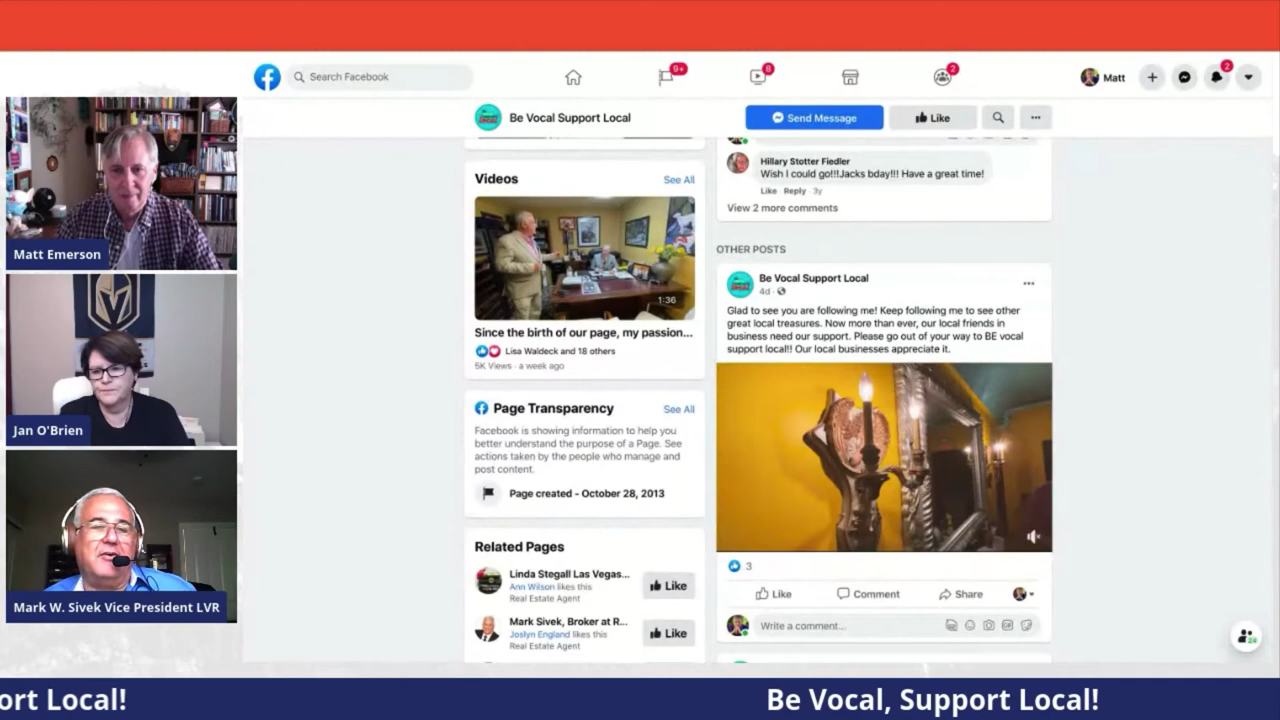 Search Facebook
9+
8
2
Matt
2
Be Vocal Support Local
Send Message
Like
Matt Emerson
Jan O'Brien
Mark W. Sivek Vice President LVR
Videos
See All
1:36
Since the birth of our page, my passion...
Lisa Waldeck and 18 others
5K Views · a week ago
Page Transparency
See All
Facebook is showing information to help you
better understand the purpose of a Page. See
actions taken by the people who manage and
post content.
Page created - October 28, 2013
Related Pages
Linda Stegall Las Vegas...
Ann Wilson likes this
Real Estate Agent
Like
Mark Sivek, Broker at R...
Joslyn England likes this
Real Estate Agent
Like
Hillary Stotter Fiedler
Wish I could go!!!Jacks bday!!! Have a great time!
Like · Reply · 3y
View 2 more comments
OTHER POSTS
Be Vocal Support Local
4d ·
Glad to see you are following me! Keep following me to see other
great local treasures. Now more than ever, our local friends in
business need our support. Please go out of your way to BE vocal
support local!! Our local businesses appreciate it.
3
Like
Comment
Share
Write a comment...
GIF
24
ort Local!
Be Vocal, Support Local!